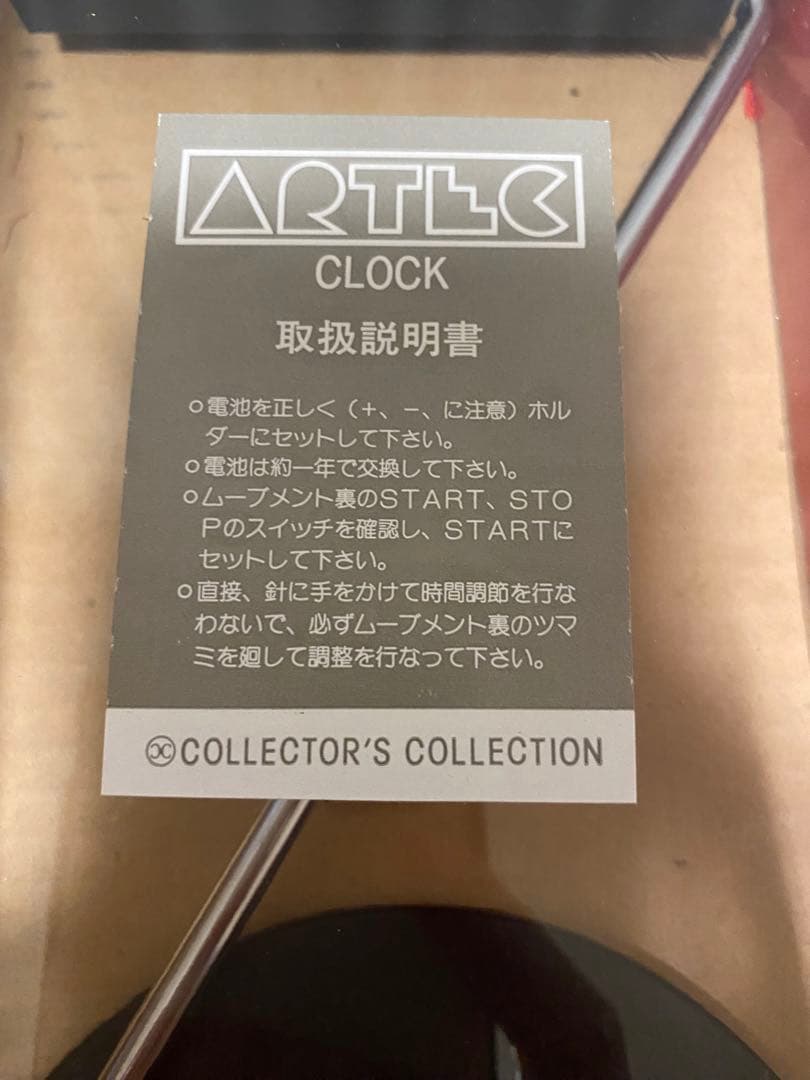 ARTEC
CLOCK
取扱説明書
○電池を正しく（＋、－、に注意）ホル
ダーにセットして下さい。
○電池は約一年で交換して下さい。
○ムーブメント裏のＳＴＡＲＴ、ＳＴＯ
Ｐのスイッチを確認し、ＳＴＡＲＴに
セットして下さい。
○直接、針に手をかけて時間調節を行な
わないで、必ずムーブメント裏のツマ
ミを廻して調整を行なって下さい。
COLLECTOR'S COLLECTION